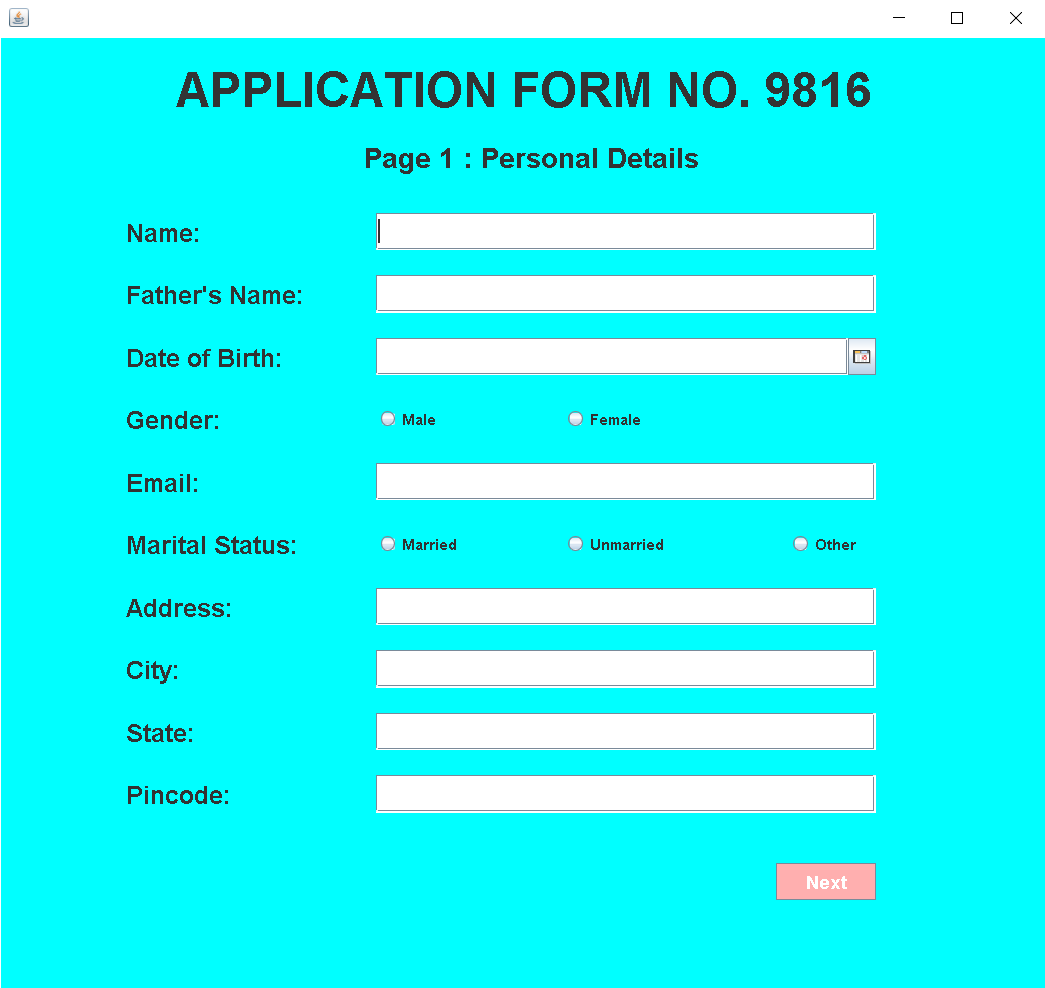 APPLICATION FORM NO. 9816
Page 1 : Personal Details
Name:
Father's Name:
Date of Birth:
Gender: Male Female
Email:
Marital Status: Married Unmarried Other
Address:
City:
State:
Pincode:
Next